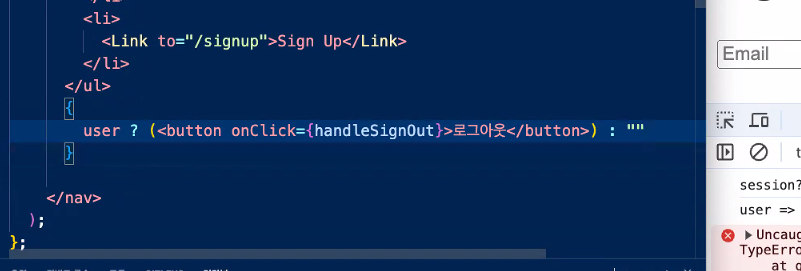 <li>
<Link to="/signup">Sign Up</Link>
</li>
</ul>
{
user ? (<button onClick={handleSignOut}>로그아웃</button>) : ""
}
</nav>
);
};
Email
session?
user =>
Uncaug
TypeErro
at